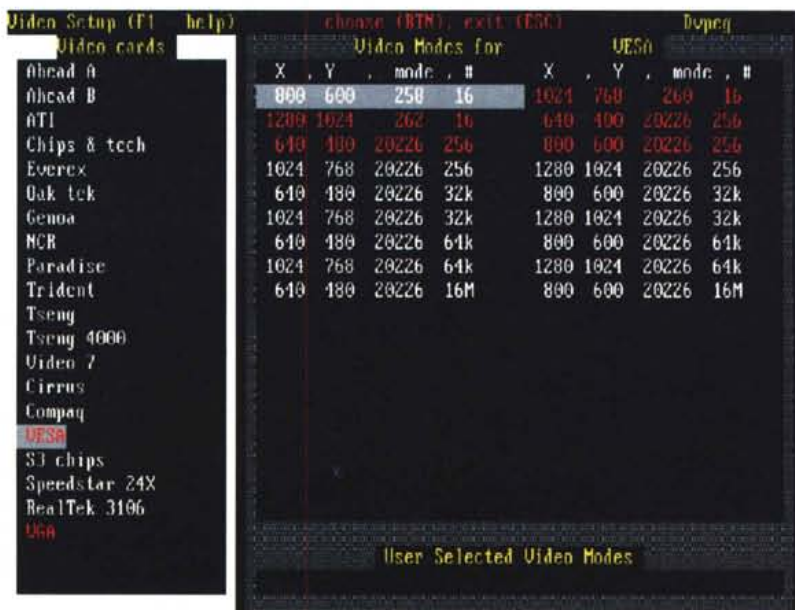 Video Setup (F1 help) choose (BTN), exit (ESC) Dvpeg
Video cards
Ahead A
Ahead B
ATI
Chips & tech
Everex
Oak tek
Genoa
NCR
Paradise
Trident
Tseng
Tseng 4000
Video 7
Cirrus
Compaq
VESA
S3 chips
Speedstar 24X
RealTek 3106
VGA
Video Modes for VESA
X , Y , mode , # X , Y , mode , #
800 600 258 16 1024 768 260 16
1280 1024 262 16 640 400 20226 256
640 480 20226 256 800 600 20226 256
1024 768 20226 256 1280 1024 20226 256
640 480 20226 32k 800 600 20226 32k
1024 768 20226 32k 1280 1024 20226 32k
640 480 20226 64k 800 600 20226 64k
1024 768 20226 64k 1280 1024 20226 64k
640 480 20226 16M 800 600 20226 16M
User Selected Video Modes